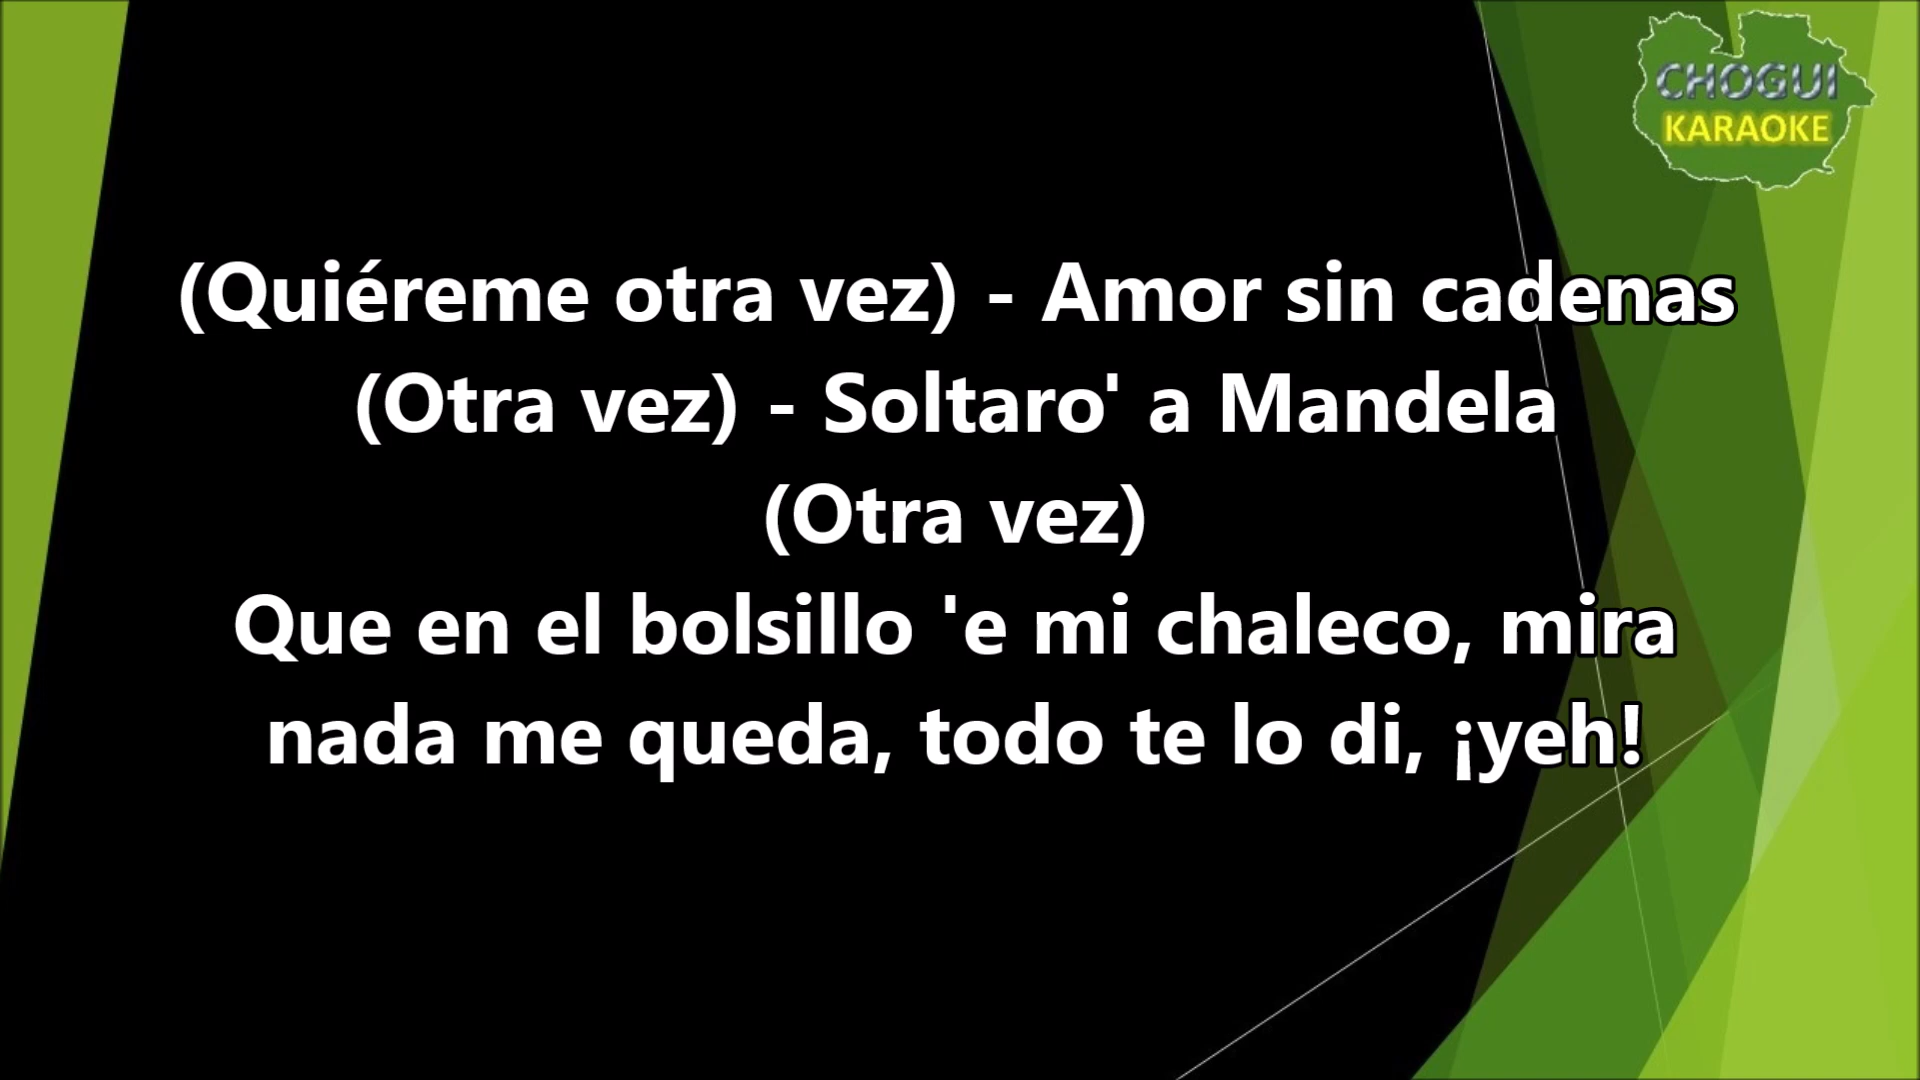 CHOGUI
KARAOKE
(Quiéreme otra vez) - Amor sin cadenas
(Otra vez) - Soltaro' a Mandela
(Otra vez)
Que en el bolsillo 'e mi chaleco, mira
nada me queda, todo te lo di, ¡yeh!